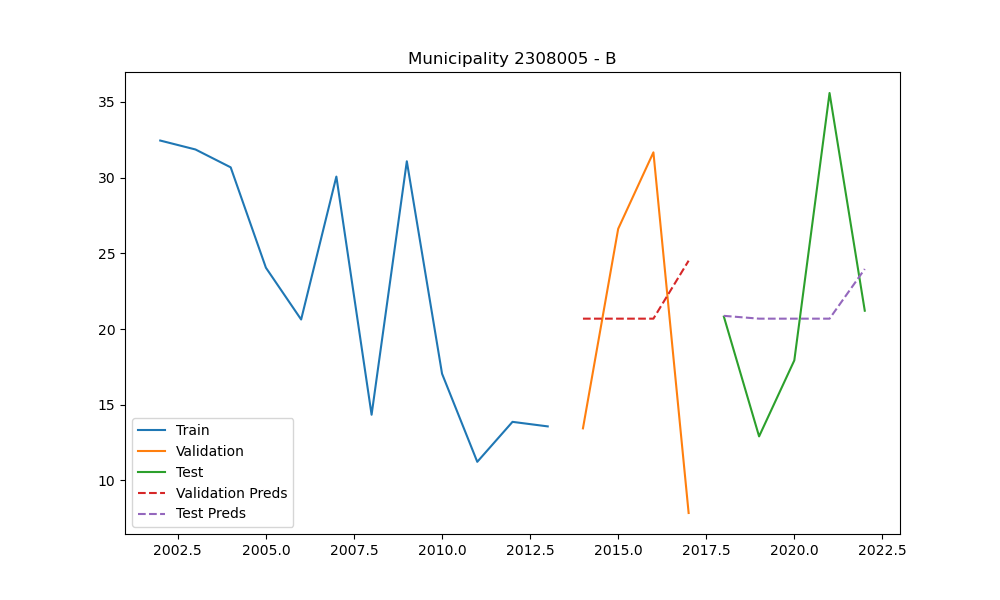 Municipality 2308005 - B
35
30
25
20
15
10
Train
Validation
Test
Validation Preds
Test Preds
2002.5 2005.0 2007.5 2010.0 2012.5 2015.0 2017.5 2020.0 2022.5